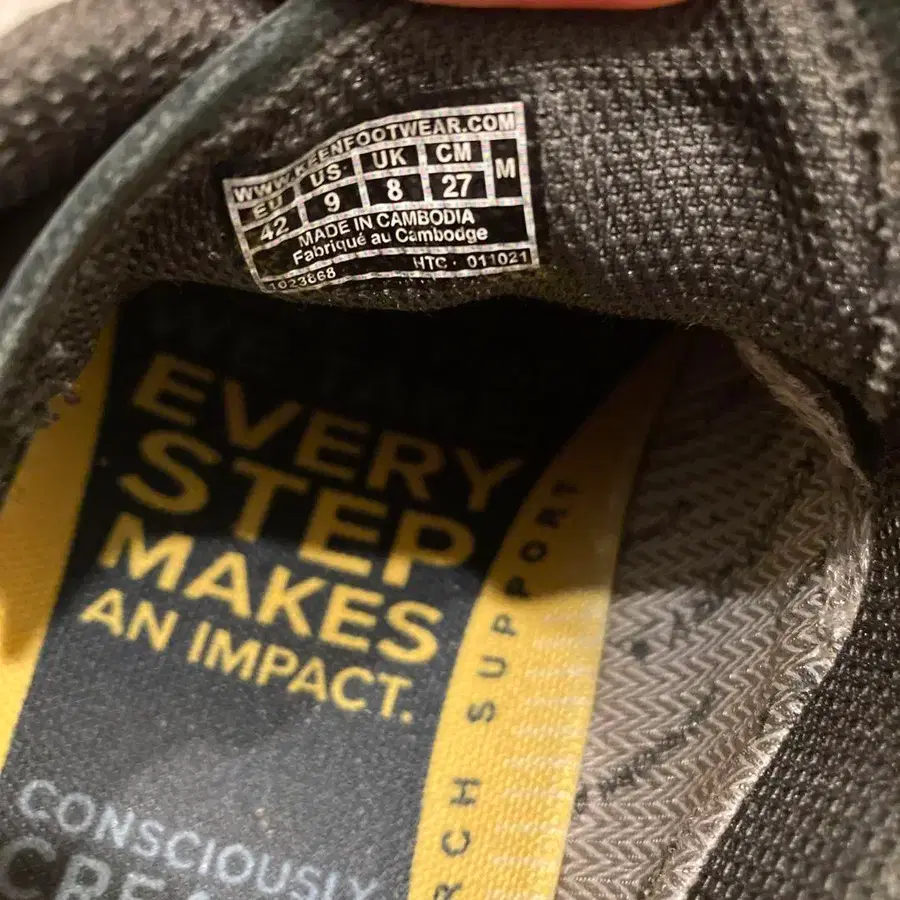 WWW.KEENFOOTWEAR.COM
EU US UK CM M
42 9 8 27
MADE IN CAMBODIA
Fabriqué au Cambodge
1023868 HTC · 011021
EVERY
STEP
MAKES
AN IMPACT.
SUPPORT
CONSCIOUSLY